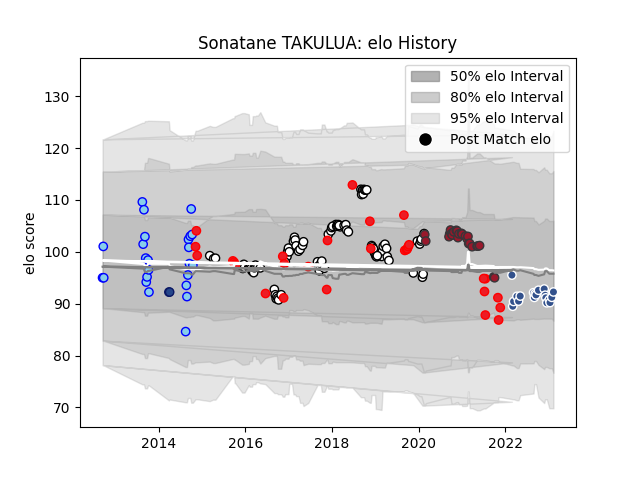 Sonatane TAKULUA: elo History
50% elo Interval
80% elo Interval
95% elo Interval
Post Match elo
elo score
130
120
110
100
90
80
70
2014
2016
2018
2020
2022